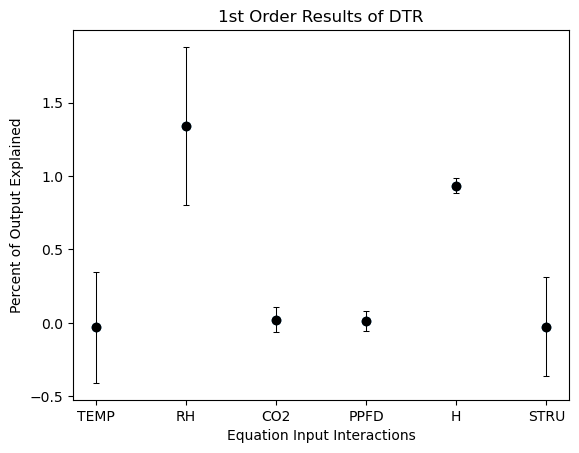 1st Order Results of DTR
Percent of Output Explained
1.5
1.0
0.5
0.0
−0.5
TEMP RH CO2 PPFD H STRU
Equation Input Interactions